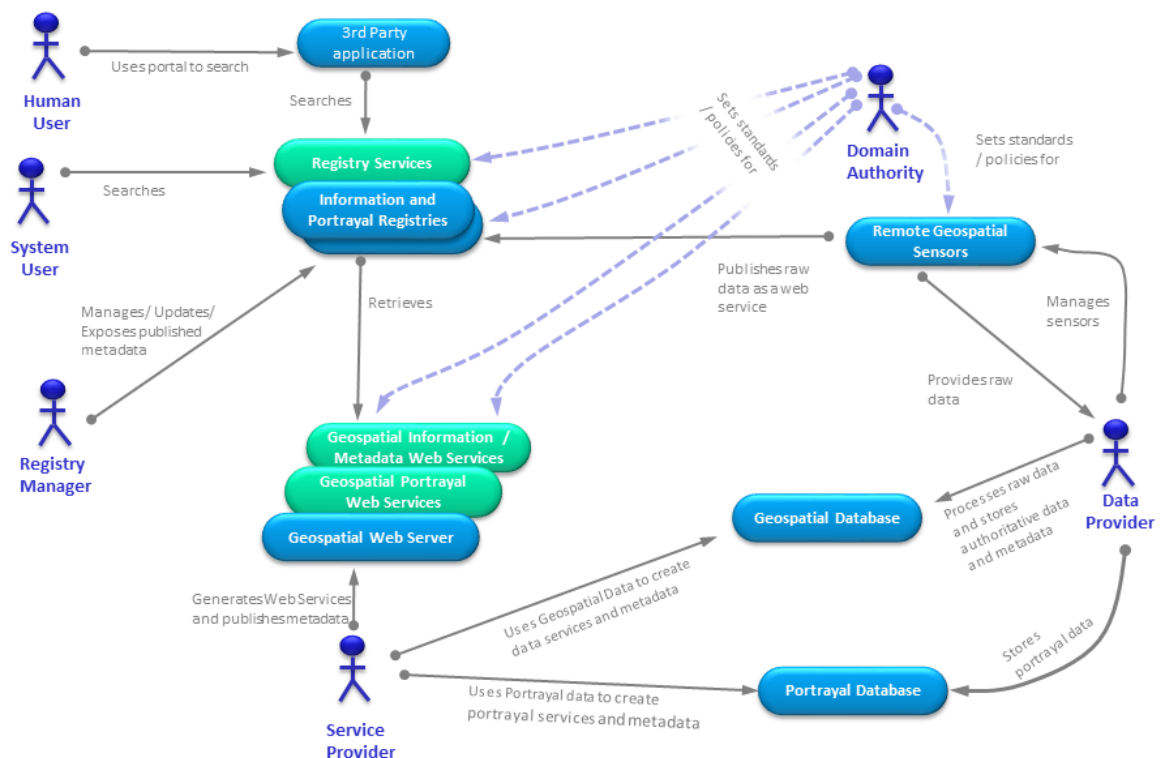 3rd Party
application
Uses portal to search
Human
User
Searches
Sets standards
/ policies for
Domain
Authority
Sets standards
/ policies for
Registry Services
Searches
Information and
Portrayal Registries
System
User
Remote Geospatial
Sensors
Publishes raw
data as a web
service
Retrieves
Manages/ Updates/
Exposes published
metadata
Manages
sensors
Provides raw
data
Registry
Manager
Geospatial Information /
Metadata Web Services
Geospatial Portrayal
Web Services
Geospatial Web Server
Geospatial Database
Processes raw data
and stores
authoritative data
and metadata
Data
Provider
Generates Web Services
and publishes metadata
Uses Geospatial Data to create
data services and metadata
Stores
portrayal data
Uses Portrayal data to create
portrayal services and metadata
Portrayal Database
Service
Provider